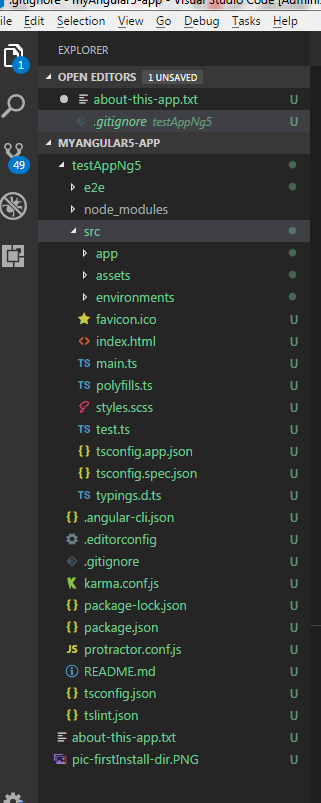 .gitignore - myAngular5-app - Visual Studio Code [Admini
Edit Selection View Go Debug Tasks Help
EXPLORER
1
OPEN EDITORS 1 UNSAVED
about-this-app.txt U
.gitignore testAppNg5 U
MYANGULAR5-APP
49
testAppNg5
e2e
node_modules
src
app
assets
environments
favicon.ico U
<> index.html U
TS main.ts U
TS polyfills.ts U
styles.scss U
TS test.ts U
{} tsconfig.app.json U
{} tsconfig.spec.json U
TS typings.d.ts U
{} .angular-cli.json U
.editorconfig U
.gitignore U
karma.conf.js U
{} package-lock.json U
{} package.json U
JS protractor.conf.js U
README.md U
{} tsconfig.json U
{} tslint.json U
about-this-app.txt U
pic-firstInstall-dir.PNG U